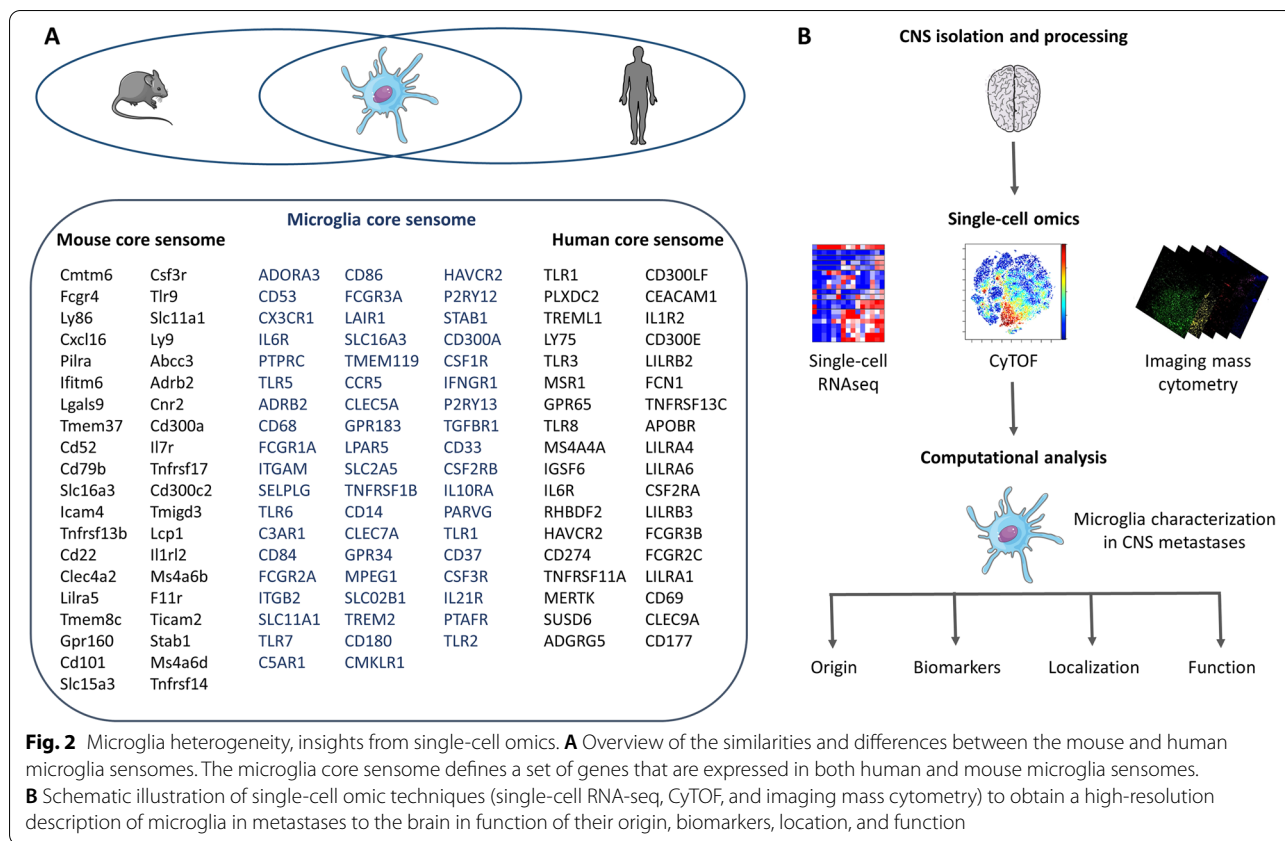 A
Microglia core sensome
Mouse core sensome
Human core sensome
Cmtm6 Csf3r ADORA3 CD86 HAVCR2 TLR1 CD300LF
Fcgr4 Tlr9 CD53 FCGR3A P2RY12 PLXDC2 CEACAM1
Ly86 Slc11a1 CX3CR1 LAIR1 STAB1 TREML1 IL1R2
Cxcl16 Ly9 IL6R SLC16A3 CD300A LY75 CD300E
Pilra Abcc3 PTPRC TMEM119 CSF1R TLR3 LILRB2
Ifitm6 Adrb2 TLR5 CCR5 IFNGR1 MSR1 FCN1
Lgals9 Cnr2 ADRB2 CLEC5A P2RY13 GPR65 TNFRSF13C
Tmem37 Cd300a CD68 GPR183 TGFBR1 TLR8 APOBR
Cd52 Il7r FCGR1A LPAR5 CD33 MS4A4A LILRA4
Cd79b Tnfrsf17 ITGAM SLC2A5 CSF2RB IGSF6 LILRA6
Slc16a3 Cd300c2 SELPLG TNFRSF1B IL10RA IL6R CSF2RA
Icam4 Tmigd3 TLR6 CD14 PARVG RHBDF2 LILRB3
Tnfrsf13b Lcp1 C3AR1 CLEC7A TLR1 HAVCR2 FCGR3B
Cd22 Il1rl2 CD84 GPR34 CD37 CD274 FCGR2C
Clec4a2 Ms4a6b FCGR2A MPEG1 CSF3R TNFRSF11A LILRA1
Lilra5 F11r ITGB2 SLC02B1 IL21R MERTK CD69
Tmem8c Ticam2 SLC11A1 TREM2 PTAFR SUSD6 CLEC9A
Gpr160 Stab1 TLR7 CD180 TLR2 ADGRG5 CD177
Cd101 Ms4a6d C5AR1 CMKLR1
Slc15a3 Tnfrsf14
B
CNS isolation and processing
Single-cell omics
Single-cell
RNAseq
CyTOF
Imaging mass
cytometry
Computational analysis
Microglia characterization
in CNS metastases
Origin Biomarkers Localization Function
Fig. 2 Microglia heterogeneity, insights from single-cell omics. A Overview of the similarities and differences between the mouse and human
microglia sensomes. The microglia core sensome defines a set of genes that are expressed in both human and mouse microglia sensomes.
B Schematic illustration of single-cell omic techniques (single-cell RNA-seq, CyTOF, and imaging mass cytometry) to obtain a high-resolution
description of microglia in metastases to the brain in function of their origin, biomarkers, location, and function